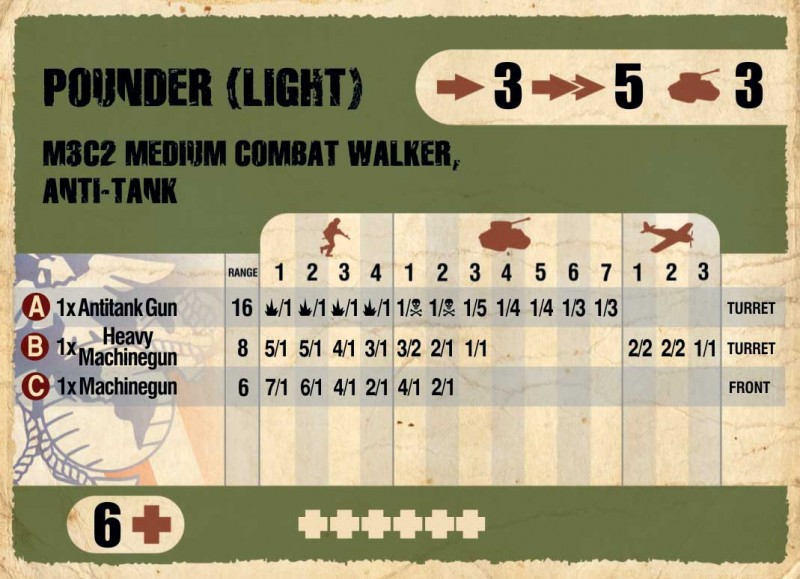 POUNDER (LIGHT)
3 5 3
M3C2 MEDIUM COMBAT WALKER,
ANTI-TANK
RANGE 1 2 3 4 1 2 3 4 5 6 7 1 2 3
A 1x Antitank Gun 16 /1 /1 /1 /1 1/ 1/ 1/5 1/4 1/4 1/3 1/3 TURRET
B 1x Heavy Machinegun 8 5/1 5/1 4/1 3/1 3/2 2/1 1/1 2/2 2/2 1/1 TURRET
C 1x Machinegun 6 7/1 6/1 4/1 2/1 4/1 2/1 FRONT
6